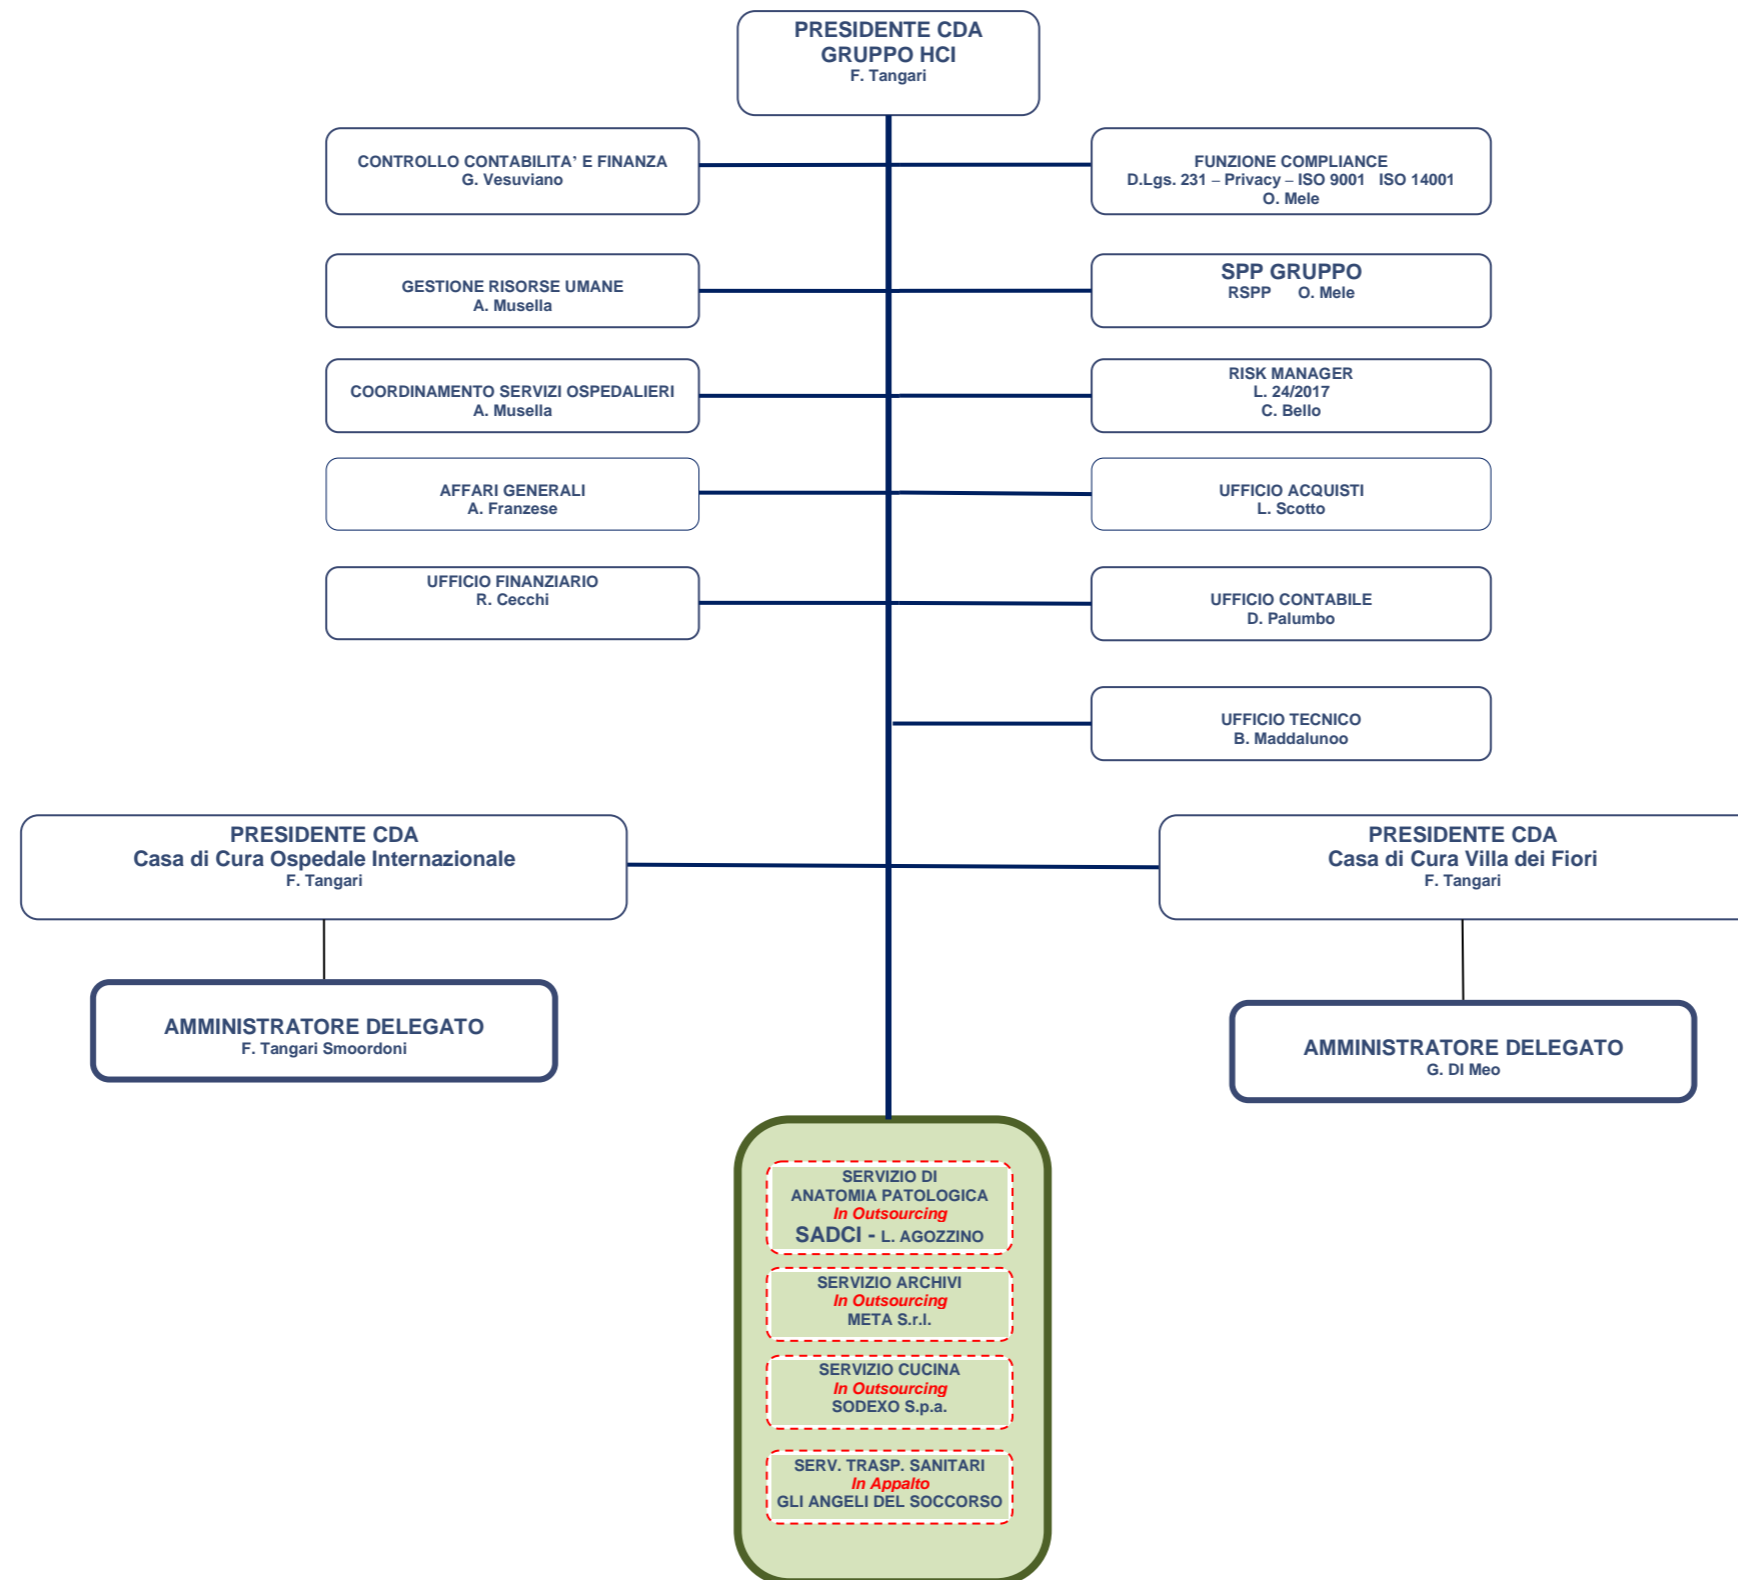 PRESIDENTE CDA
GRUPPO HCI
F. Tangari
CONTROLLO CONTABILITA’ E FINANZA
G. Vesuviano
FUNZIONE COMPLIANCE
D.Lgs. 231 – Privacy – ISO 9001 ISO 14001
O. Mele
GESTIONE RISORSE UMANE
A. Musella
SPP GRUPPO
RSPP O. Mele
COORDINAMENTO SERVIZI OSPEDALIERI
A. Musella
RISK MANAGER
L. 24/2017
C. Bello
AFFARI GENERALI
A. Franzese
UFFICIO ACQUISTI
L. Scotto
UFFICIO FINANZIARIO
R. Cecchi
UFFICIO CONTABILE
D. Palumbo
UFFICIO TECNICO
B. Maddalunoo
PRESIDENTE CDA
Casa di Cura Ospedale Internazionale
F. Tangari
PRESIDENTE CDA
Casa di Cura Villa dei Fiori
F. Tangari
AMMINISTRATORE DELEGATO
F. Tangari Smoordoni
AMMINISTRATORE DELEGATO
G. DI Meo
SERVIZIO DI
ANATOMIA PATOLOGICA
In Outsourcing
SADCI - L. AGOZZINO
SERVIZIO ARCHIVI
In Outsourcing
META S.r.l.
SERVIZIO CUCINA
In Outsourcing
SODEXO S.p.a.
SERV. TRASP. SANITARI
In Appalto
GLI ANGELI DEL SOCCORSO